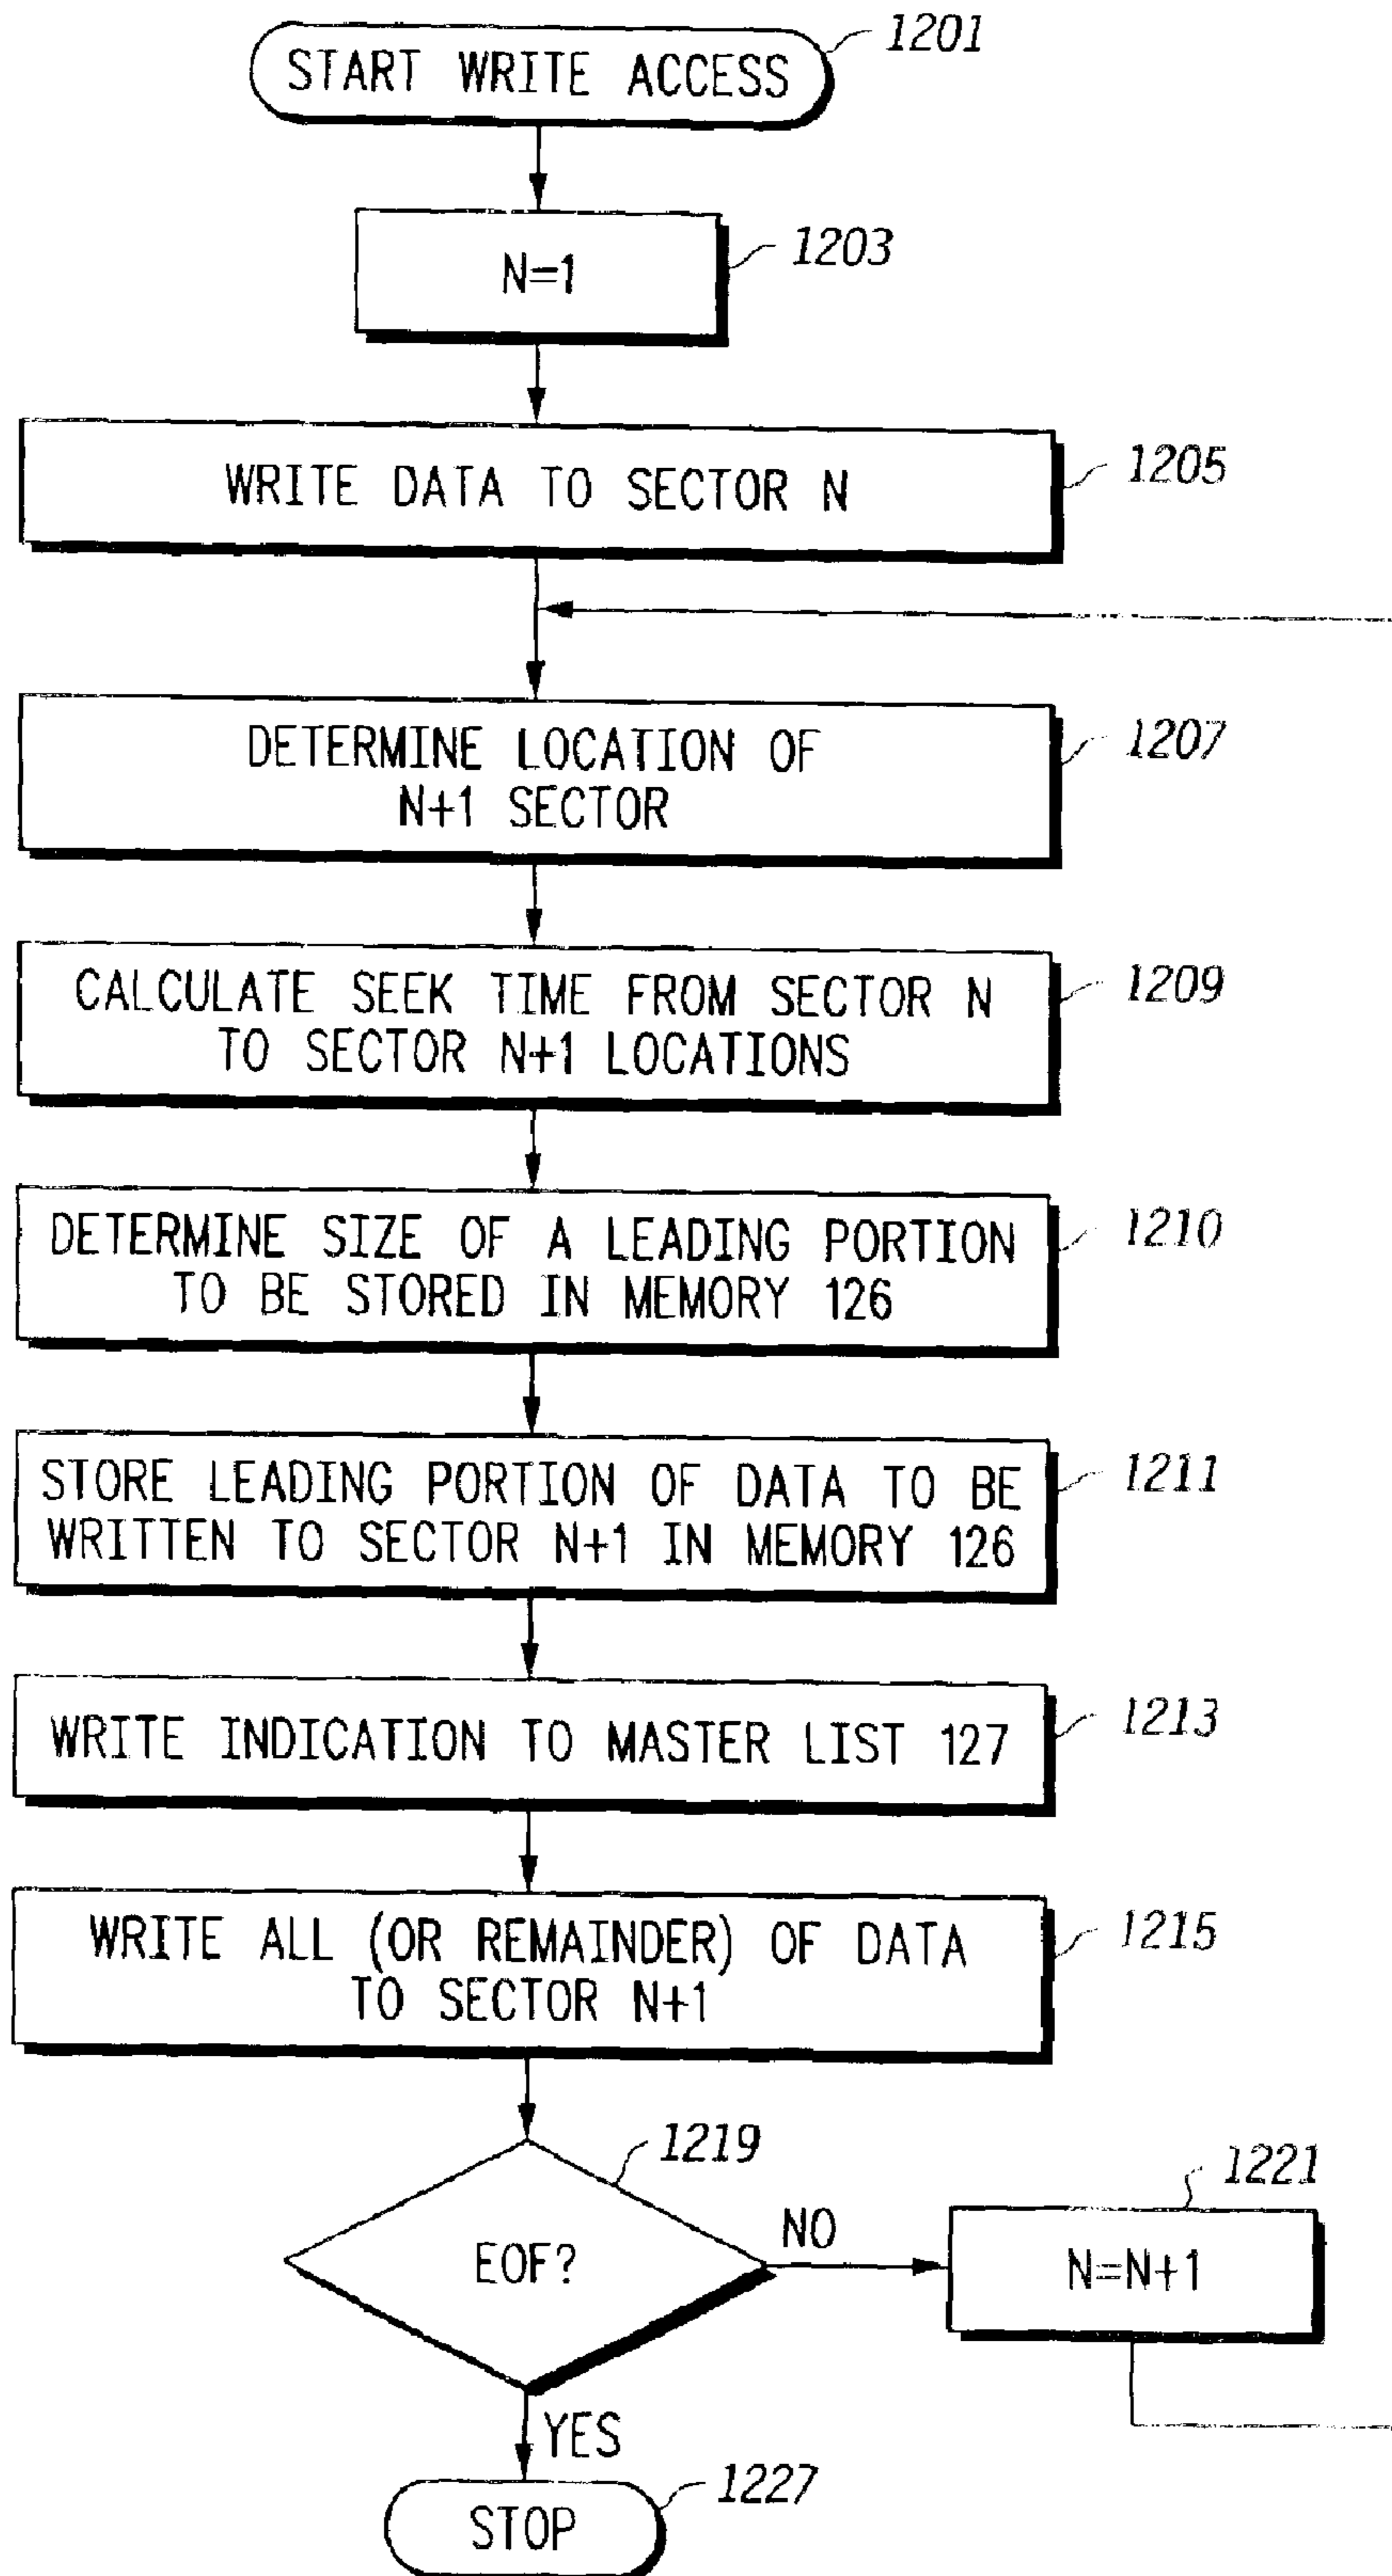 1201
START WRITE ACCESS
1203
N=1
1205
WRITE DATA TO SECTOR N
1207
DETERMINE LOCATION OF
N+1 SECTOR
1209
CALCULATE SEEK TIME FROM SECTOR N
TO SECTOR N+1 LOCATIONS
1210
DETERMINE SIZE OF A LEADING PORTION
TO BE STORED IN MEMORY 126
1211
STORE LEADING PORTION OF DATA TO BE
WRITTEN TO SECTOR N+1 IN MEMORY 126
1213
WRITE INDICATION TO MASTER LIST 127
1215
WRITE ALL (OR REMAINDER) OF DATA
TO SECTOR N+1
1219
1221
EOF?
NO
N=N+1
YES
1227
STOP